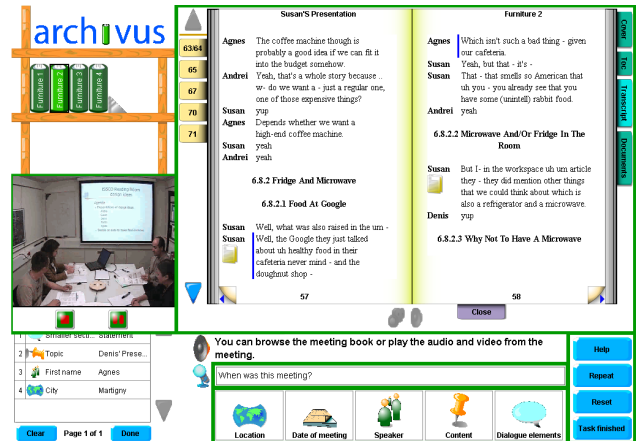 archivus
Furniture 1
Furniture 2
Furniture 3
Furniture 4
63/64
65
67
70
71
Susan'S Presentation
Agnes The coffee machine though is
probably a good idea if we can fit it
into the budget somehow.
Andrei Yeah, that's a whole story because ..
w- do we want a - just a regular one,
one of those expensive things?
Susan yup
Agnes Depends whether we want a
high-end coffee machine.
Susan yeah
Andrei yeah
6.8.2 Fridge And Microwave
6.8.2.1 Food At Google
Susan Well, what was also raised in the um -
Susan Well, the Google they just talked
about uh healthy food in their
cafeteria never mind - and the
doughnut shop -
57
Furniture 2
Agnes Which isn't such a bad thing - given
our cafeteria.
Susan Yeah, but that - it's -
Susan That - that smells so American that
uh you - you already see that you
have some (unintell) rabbit food.
Andrei yeah
6.8.2.2 Microwave And/Or Fridge In The
Room
Susan But I- in the workspace uh um article
they - they did mention other things
that we could think about which is
also a refrigerator and a microwave.
Denis yup
6.8.2.3 Why Not To Have A Microwave
58
Cover
Toc
Transcript
Documents
Close
1 Smaller secti... Statement
2 Topic Denis' Prese...
3 First name Agnes
4 City Martigny
Clear Page 1 of 1 Done
You can browse the meeting book or play the audio and video from the
meeting.
When was this meeting?
Location
Date of meeting
Speaker
Content
Dialogue elements
Help
Repeat
Reset
Task finished